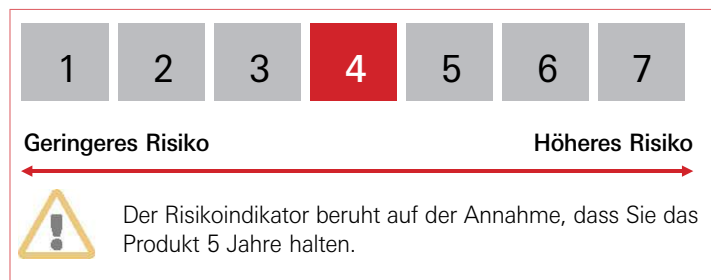 1 2 3 4 5 6 7
Geringeres Risiko Höheres Risiko
Der Risikoindikator beruht auf der Annahme, dass Sie das
Produkt 5 Jahre halten.